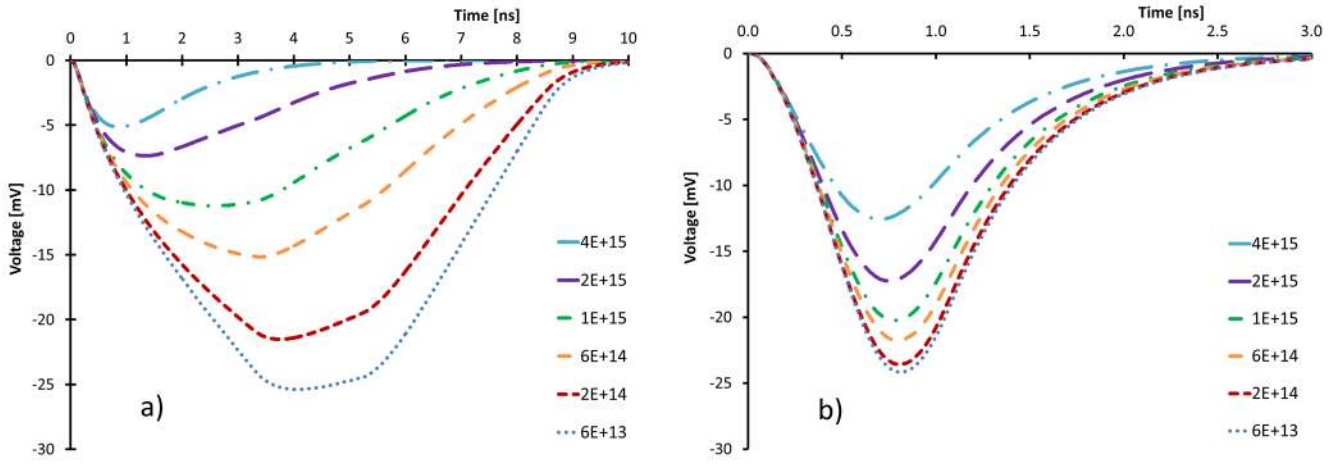 Time [ns]
0 1 2 3 4 5 6 7 8 9 10
0
-5
-10
-15
-20
-25
-30
Voltage [mV]
4E+15
2E+15
1E+15
6E+14
2E+14
6E+13
a)
Time [ns]
0.0 0.5 1.0 1.5 2.0 2.5 3.0
0
-5
-10
-15
-20
-25
-30
Voltage [mV]
4E+15
2E+15
1E+15
6E+14
2E+14
6E+13
b)